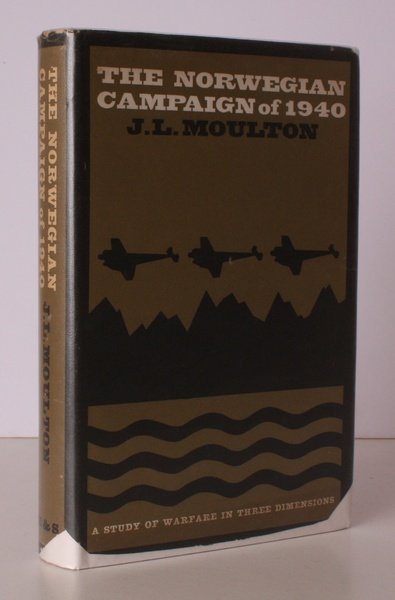 THE NORWEGIAN
CAMPAIGN of 1940
J.L. MOULTON
A STUDY OF WARFARE IN THREE DIMENSIONS
THE NORWEGIAN
CAMPAIGN of 1940
J.L. MOULTON
& S